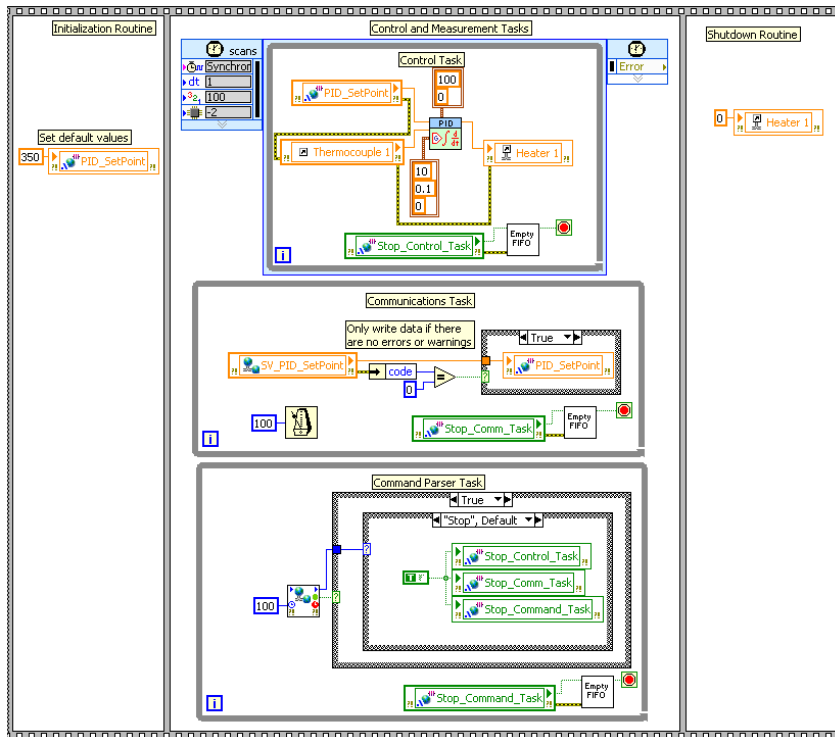 Initialization Routine
Control and Measurement Tasks
Shutdown Routine
scans
Synchror
dt 1
100
-2
Error
Control Task
100
0
PID_SetPoint
PID
Thermocouple 1
Heater 1
10
0.1
0
Stop_Control_Task
Empty
FIFO
i
Set default values
350
PID_SetPoint
0
Heater 1
Communications Task
Only write data if there
are no errors or warnings
True
SV_PID_SetPoint
code
0
=
?
PID_SetPoint
100
Stop_Comm_Task
Empty
FIFO
i
Command Parser Task
True
"Stop", Default
?
T F
Stop_Control_Task
Stop_Comm_Task
Stop_Command_Task
100
?
Stop_Command_Task
Empty
FIFO
i